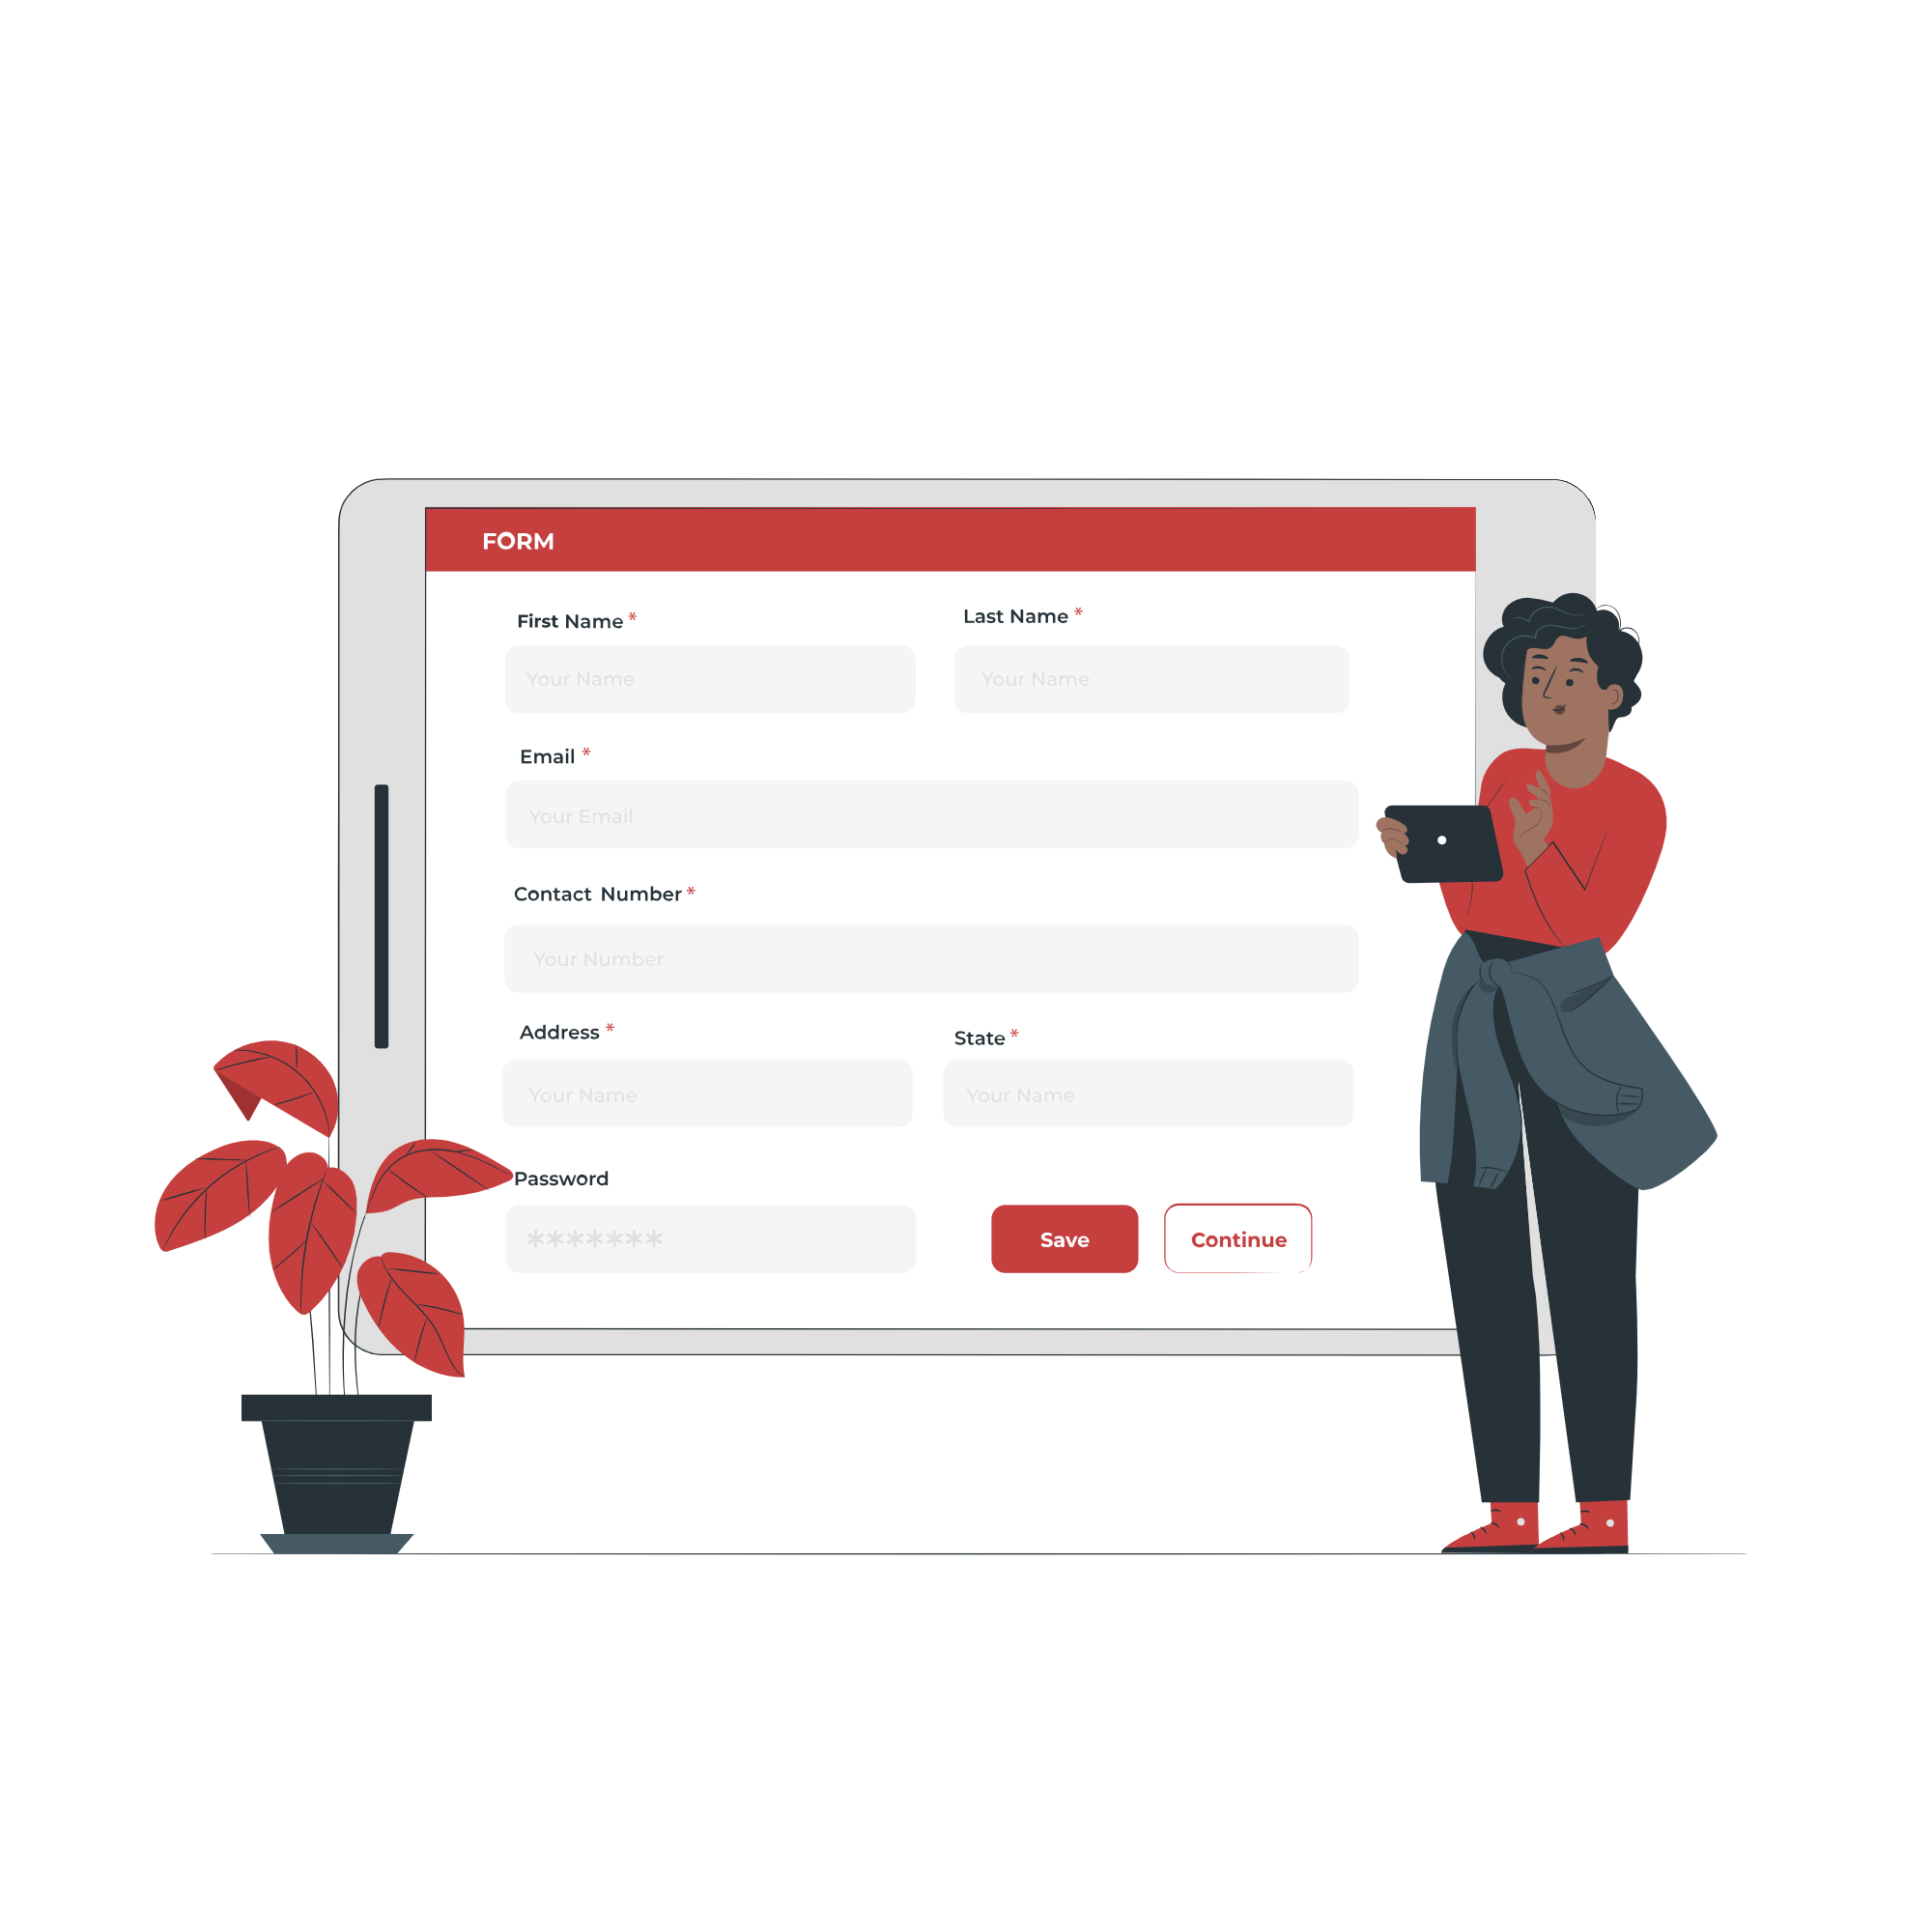 FORM
First Name * Last Name *
Your Name Your Name
Email *
Your Email
Contact Number *
Your Number
Address * State *
Your Name Your Name
Password
******* Save Continue